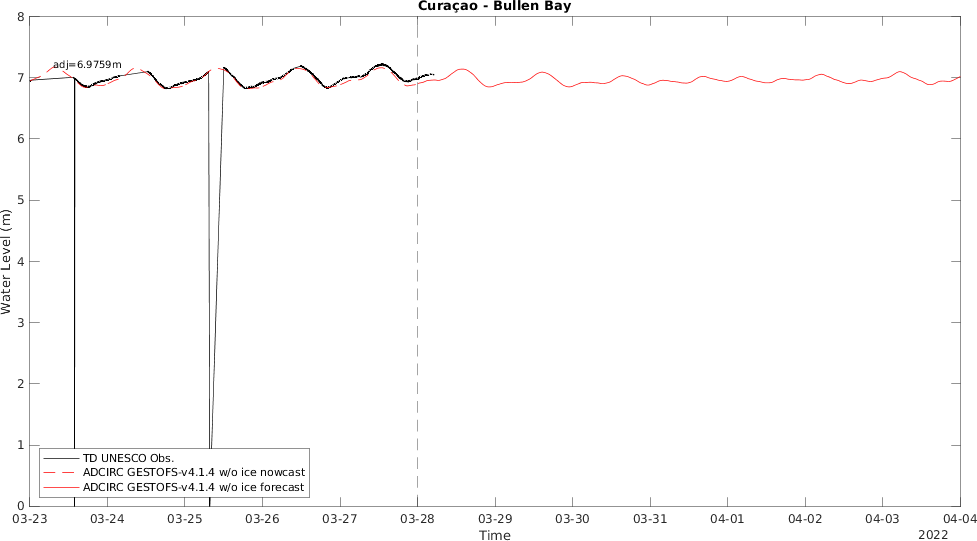 Curaçao - Bullen Bay
8
7
6
5
4
3
2
1
0
Water Level (m)
adj=6.9759m
TD UNESCO Obs.
ADCIRC GESTOFS-v4.1.4 w/o ice nowcast
ADCIRC GESTOFS-v4.1.4 w/o ice forecast
03-23 03-24 03-25 03-26 03-27 03-28 03-29 03-30 03-31 04-01 04-02 04-03 04-04
Time
2022